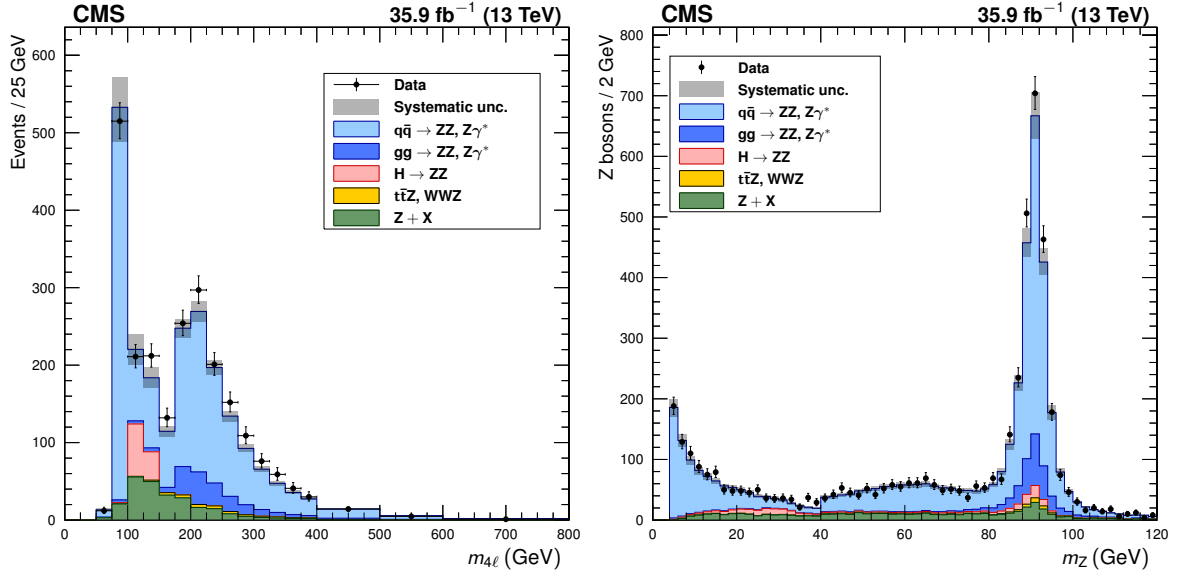 CMS
35.9 fb⁻¹ (13 TeV)
Events / 25 GeV
600
500
400
300
200
100
0
Data
Systematic unc.
qq̄ → ZZ, Zγ*
gg → ZZ, Zγ*
H → ZZ
tt̄Z, WWZ
Z + X
0 100 200 300 400 500 600 700 800
m4ℓ (GeV)
CMS
35.9 fb⁻¹ (13 TeV)
Z bosons / 2 GeV
800
700
600
500
400
300
200
100
0
Data
Systematic unc.
qq̄ → ZZ, Zγ*
gg → ZZ, Zγ*
H → ZZ
tt̄Z, WWZ
Z + X
0 20 40 60 80 100 120
mZ (GeV)